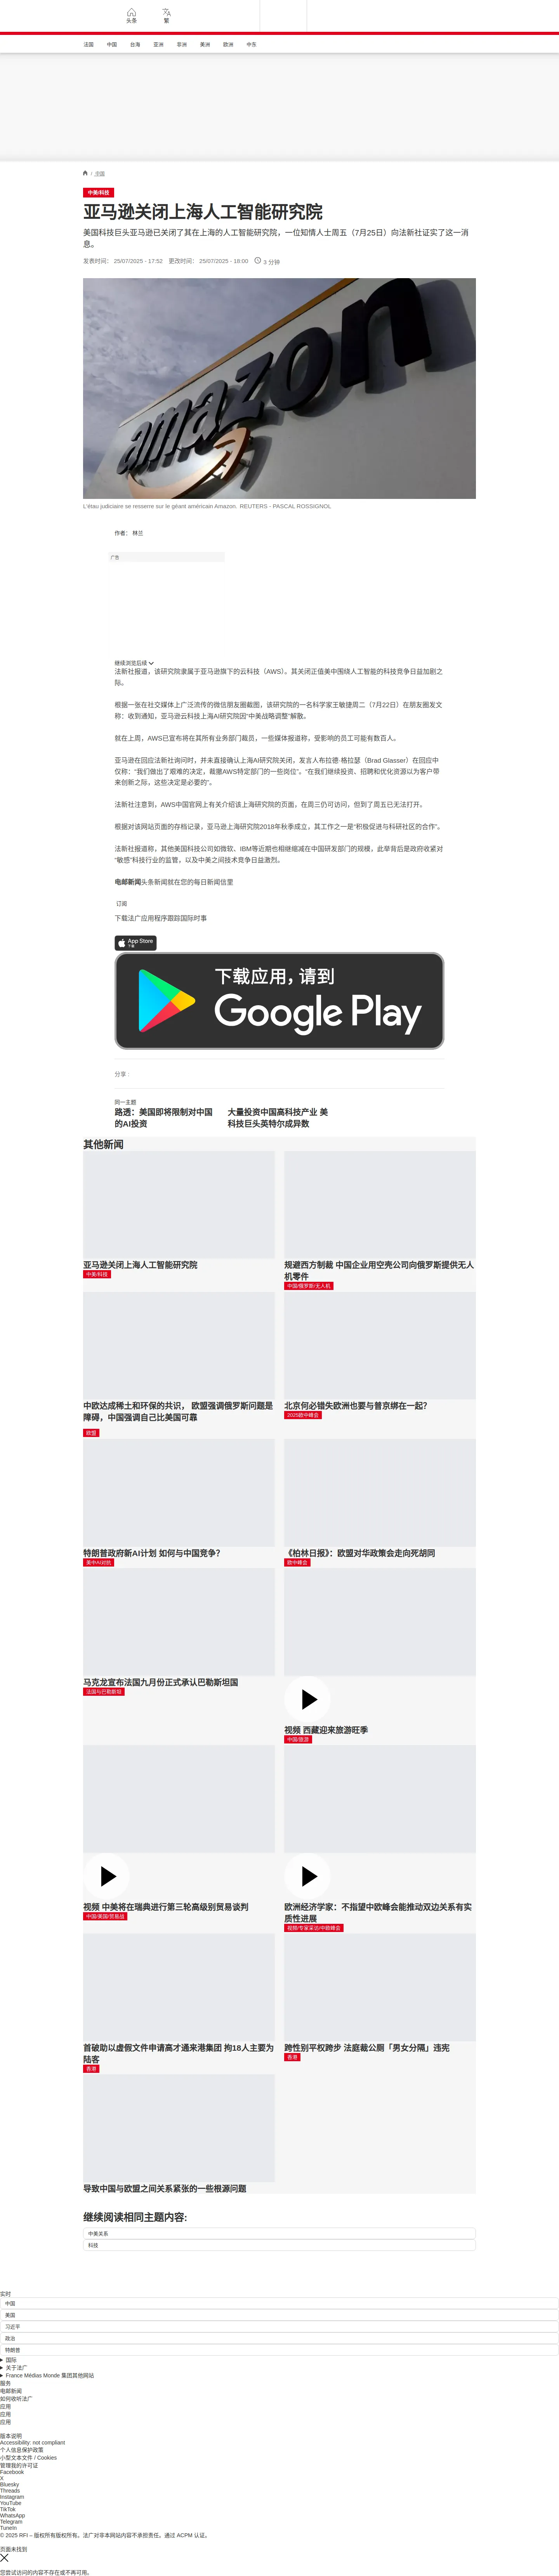 头条
繁
法国
中国
台海
亚洲
非洲
美洲
欧洲
中东
/ 中国
中美/科技
亚马逊关闭上海人工智能研究院
美国科技巨头亚马逊已关闭了其在上海的人工智能研究院，一位知情人士周五（7月25日）向法新社证实了这一消
息。
发表时间： 25/07/2025 - 17:52 更改时间： 25/07/2025 - 18:00 3 分钟
amazon
L'étau judiciaire se resserre sur le géant américain Amazon. REUTERS - PASCAL ROSSIGNOL
作者： 林兰
广告
继续浏览后续
法新社报道，该研究院隶属于亚马逊旗下的云科技（AWS）。其关闭正值美中围绕人工智能的科技竞争日益加剧之
际。
根据一张在社交媒体上广泛流传的微信朋友圈截图，该研究院的一名科学家王敏捷周二（7月22日）在朋友圈发文
称：收到通知，亚马逊云科技上海AI研究院因“中美战略调整”解散。
就在上周，AWS已宣布将在其所有业务部门裁员，一些媒体报道称，受影响的员工可能有数百人。
亚马逊在回应法新社询问时，并未直接确认上海AI研究院关闭，发言人布拉德·格拉瑟（Brad Glasser）在回应中
仅称：“我们做出了艰难的决定，裁撤AWS特定部门的一些岗位”，“在我们继续投资、招聘和优化资源以为客户带
来创新之际，这些决定是必要的”。
法新社注意到，AWS中国官网上有关介绍该上海研究院的页面，在周三仍可访问，但到了周五已无法打开。
根据对该网站页面的存档记录，亚马逊上海研究院2018年秋季成立，其工作之一是“积极促进与科研社区的合作”。
法新社报道称，其他美国科技公司如微软、IBM等近期也相继缩减在中国研发部门的规模，此举背后是政府收紧对
“敏感”科技行业的监管，以及中美之间技术竞争日益激烈。
电邮新闻头条新闻就在您的每日新闻信里
订阅
下载法广应用程序跟踪国际时事
App Store
下载
下载应用，请到
Google Play
分享 :
同一主题
路透：美国即将限制对中国
的AI投资
大量投资中国高科技产业 美
科技巨头英特尔成异数
其他新闻
亚马逊关闭上海人工智能研究院
中美/科技
规避西方制裁 中国企业用空壳公司向俄罗斯提供无人
机零件
中国/俄罗斯/无人机
中欧达成稀土和环保的共识， 欧盟强调俄罗斯问题是
障碍，中国强调自己比美国可靠
欧盟
北京何必错失欧洲也要与普京绑在一起？
2025欧中峰会
特朗普政府新AI计划 如何与中国竞争？
美中AI对抗
《柏林日报》：欧盟对华政策会走向死胡同
欧中峰会
马克龙宣布法国九月份正式承认巴勒斯坦国
法国与巴勒斯坦
视频 西藏迎来旅游旺季
中国/旅游
视频 中美将在瑞典进行第三轮高级别贸易谈判
中国/美国/贸易战
欧洲经济学家：不指望中欧峰会能推动双边关系有实
质性进展
视频/专家采访/中欧峰会
首破助以虚假文件申请高才通来港集团 拘18人主要为
陆客
香港
跨性别平权跨步 法庭裁公厕「男女分隔」违宪
香港
导致中国与欧盟之间关系紧张的一些根源问题
继续阅读相同主题内容:
中美关系
科技
实时
中国
美国
习近平
政治
特朗普
国际
关于法广
France Médias Monde 集团其他网站
服务
电邮新闻
如何收听法广
应用
应用
应用
版本说明
Accessibility: not compliant
个人信息保护政策
小型文本文件 / Cookies
管理我的许可证
Facebook
X
Bluesky
Threads
Instagram
YouTube
TikTok
WhatsApp
Telegram
TuneIn
© 2025 RFI – 版权所有版权所有。法广对非本网站内容不承担责任。通过 ACPM 认证。
页面未找到
您尝试访问的内容不存在或不再可用。